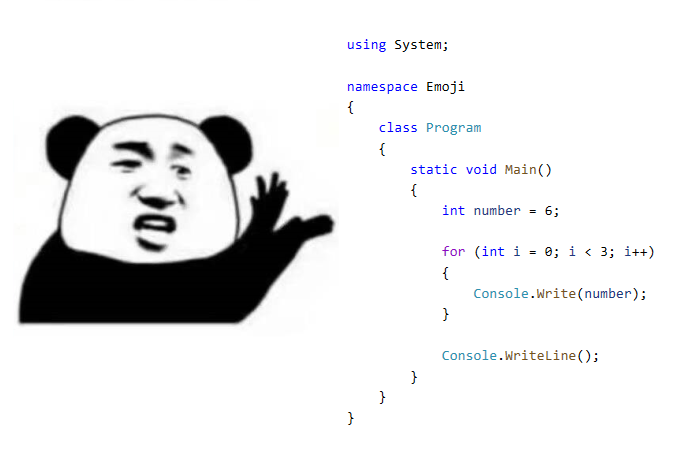 using System;
namespace Emoji
{
class Program
{
static void Main()
{
int number = 6;
for (int i = 0; i < 3; i++)
{
Console.Write(number);
}
Console.WriteLine();
}
}
}